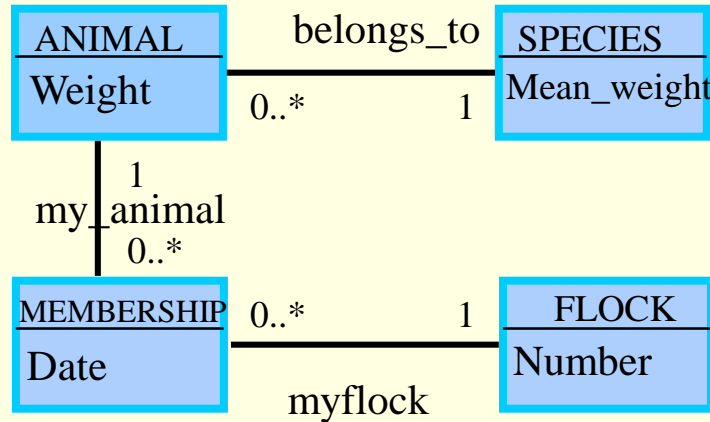 ANIMAL
Weight
belongs_to
0..*
1
SPECIES
Mean_weight
1
my_animal
0..*
MEMBERSHIP
Date
0..*
1
myflock
FLOCK
Number